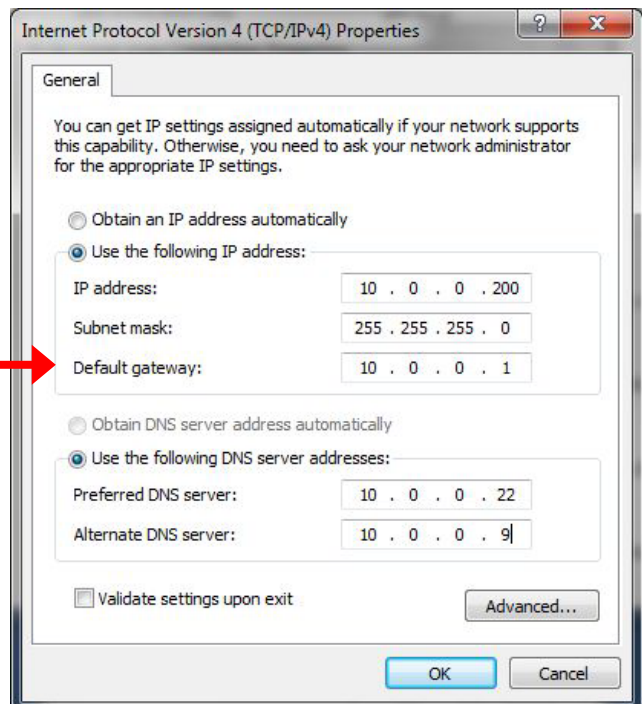 Internet Protocol Version 4 (TCP/IPv4) Properties
General
You can get IP settings assigned automatically if your network supports
this capability. Otherwise, you need to ask your network administrator
for the appropriate IP settings.
Obtain an IP address automatically
Use the following IP address:
IP address: 10 . 0 . 0 . 200
Subnet mask: 255 . 255 . 255 . 0
Default gateway: 10 . 0 . 0 . 1
Obtain DNS server address automatically
Use the following DNS server addresses:
Preferred DNS server: 10 . 0 . 0 . 22
Alternate DNS server: 10 . 0 . 0 . 9
Validate settings upon exit
Advanced...
OK Cancel